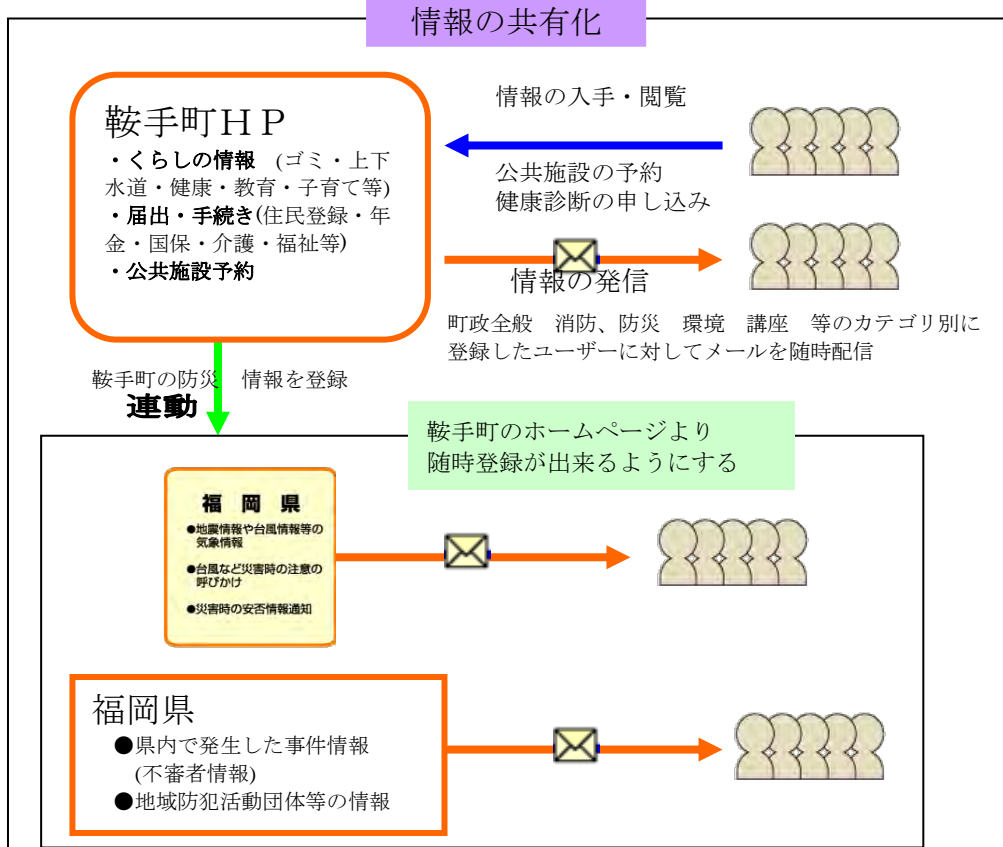 情報の共有化
鞍手町ＨＰ
・くらしの情報　(ゴミ・上下
水道・健康・教育・子育て等)
・届出・手続き(住民登録・年
金・国保・介護・福祉等)
・公共施設予約
情報の入手・閲覧
公共施設の予約
健康診断の申し込み
情報の発信
町政全般　消防、防災　環境　講座　等のカテゴリ別に
登録したユーザーに対してメールを随時配信
鞍手町の防災　情報を登録
連動
鞍手町のホームページより
随時登録が出来るようにする
福　岡　県
●地震情報や台風情報等の
気象情報
●台風など災害時の注意の
呼びかけ
●災害時の安否情報通知
福岡県
●県内で発生した事件情報
(不審者情報)
●地域防犯活動団体等の情報